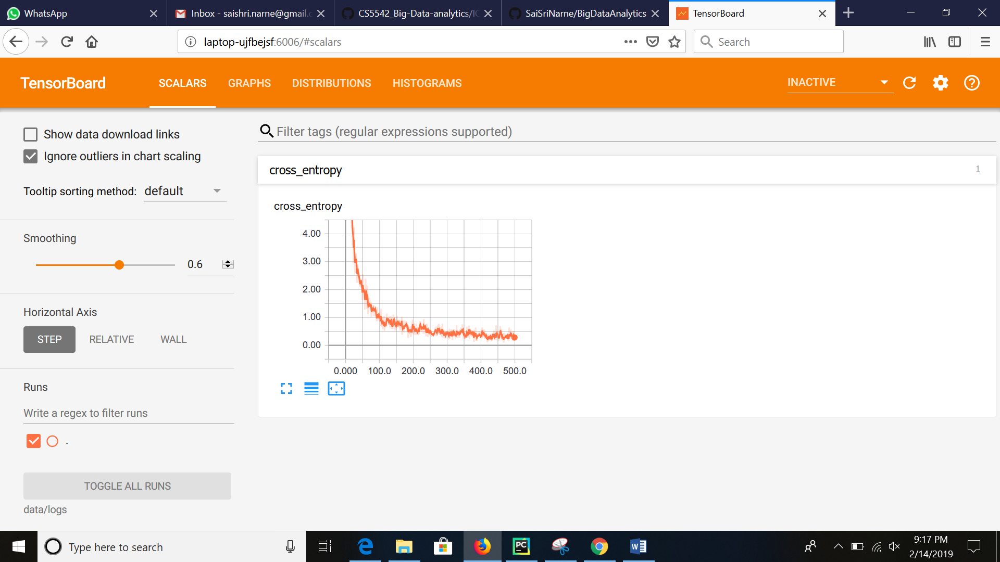 WhatsApp
Inbox - saishri.narne@gmail.c
CS5542_Big-Data-analytics/IC
SaiSriNarne/BigDataAnalytics
TensorBoard
laptop-ujfbejsf:6006/#scalars
Search
TensorBoard
SCALARS
GRAPHS
DISTRIBUTIONS
HISTOGRAMS
INACTIVE
Show data download links
Ignore outliers in chart scaling
Tooltip sorting method: default
Smoothing
0.6
Horizontal Axis
STEP
RELATIVE
WALL
Runs
Write a regex to filter runs
.
TOGGLE ALL RUNS
data/logs
Filter tags (regular expressions supported)
cross_entropy
1
cross_entropy
4.00
3.00
2.00
1.00
0.00
0.000 100.0 200.0 300.0 400.0 500.0
Type here to search
PC
W
9:17 PM
2/14/2019